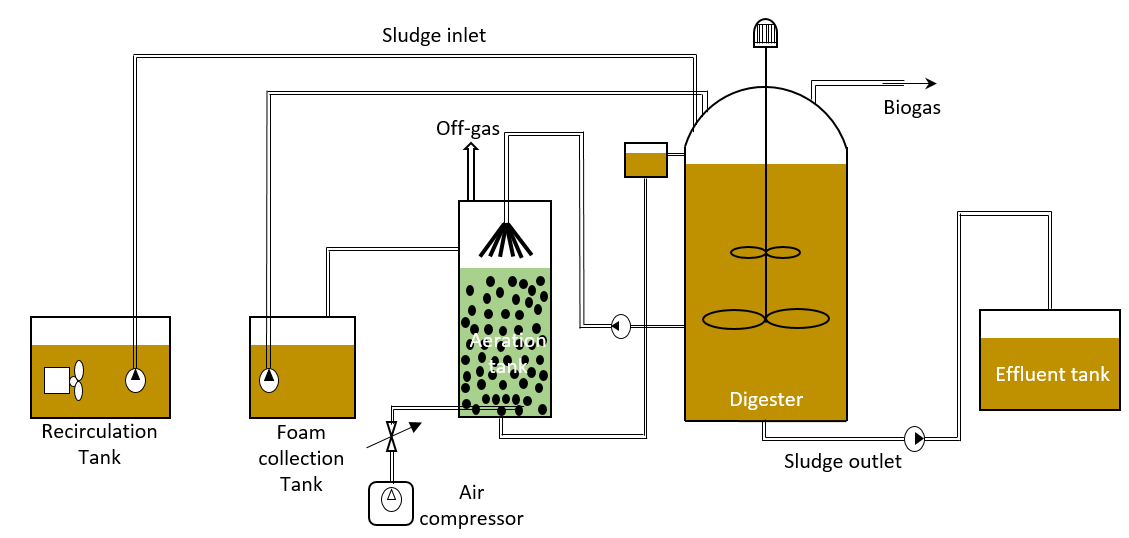 Sludge inlet
Off-gas
Biogas
Aeration
tank
Effluent tank
Digester
Recirculation
Tank
Foam
collection
Tank
Sludge outlet
Air
compressor